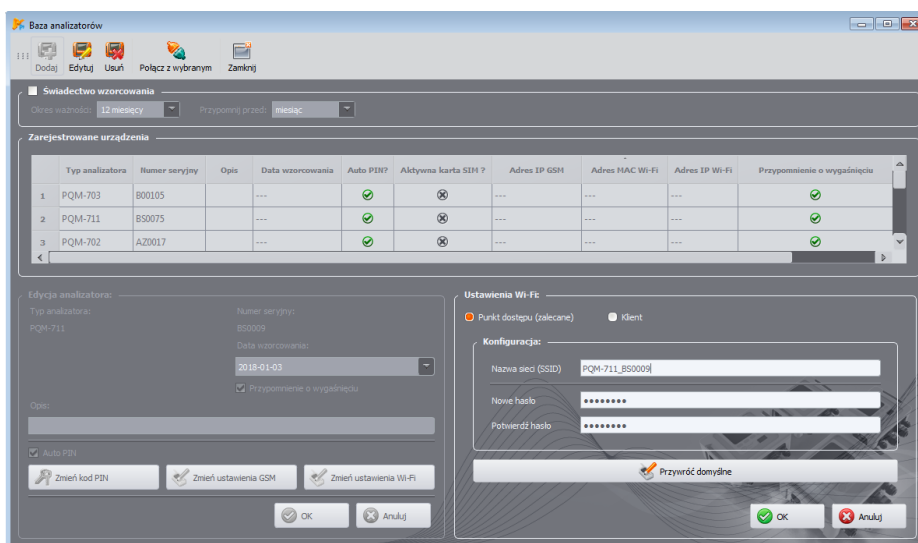 Baza analizatorów
Dodaj Edytuj Usuń Połącz z wybranym Zamknij
Świadectwo wzorcowania
Okres ważności: 12 miesięcy Przypomnij przed: miesiąc
Zarejestrowane urządzenia
Typ analizatora Numer seryjny Opis Data wzorcowania Auto PIN? Aktywna karta SIM ? Adres IP GSM Adres MAC Wi-Fi Adres IP Wi-Fi Przypomnienie o wygaśnięciu
1 PQM-703 B00105 --- --- --- ---
2 PQM-711 BS0075 --- --- --- ---
3 PQM-702 AZ0017 --- --- --- ---
Edycja analizatora:
Typ analizatora: Numer seryjny:
PQM-711 BS0009
Data wzorcowania:
2018-01-03
Przypomnienie o wygaśnięciu
Opis:
Auto PIN
Zmień kod PIN Zmień ustawienia GSM Zmień ustawienia Wi-Fi
OK Anuluj
Ustawienia Wi-Fi:
Punkt dostępu (zalecane) Klient
Konfiguracja:
Nazwa sieci (SSID) PQM-711_BS0009
Nowe hasło ●●●●●●●●
Potwierdź hasło ●●●●●●●●
Przywróć domyślne
OK Anuluj